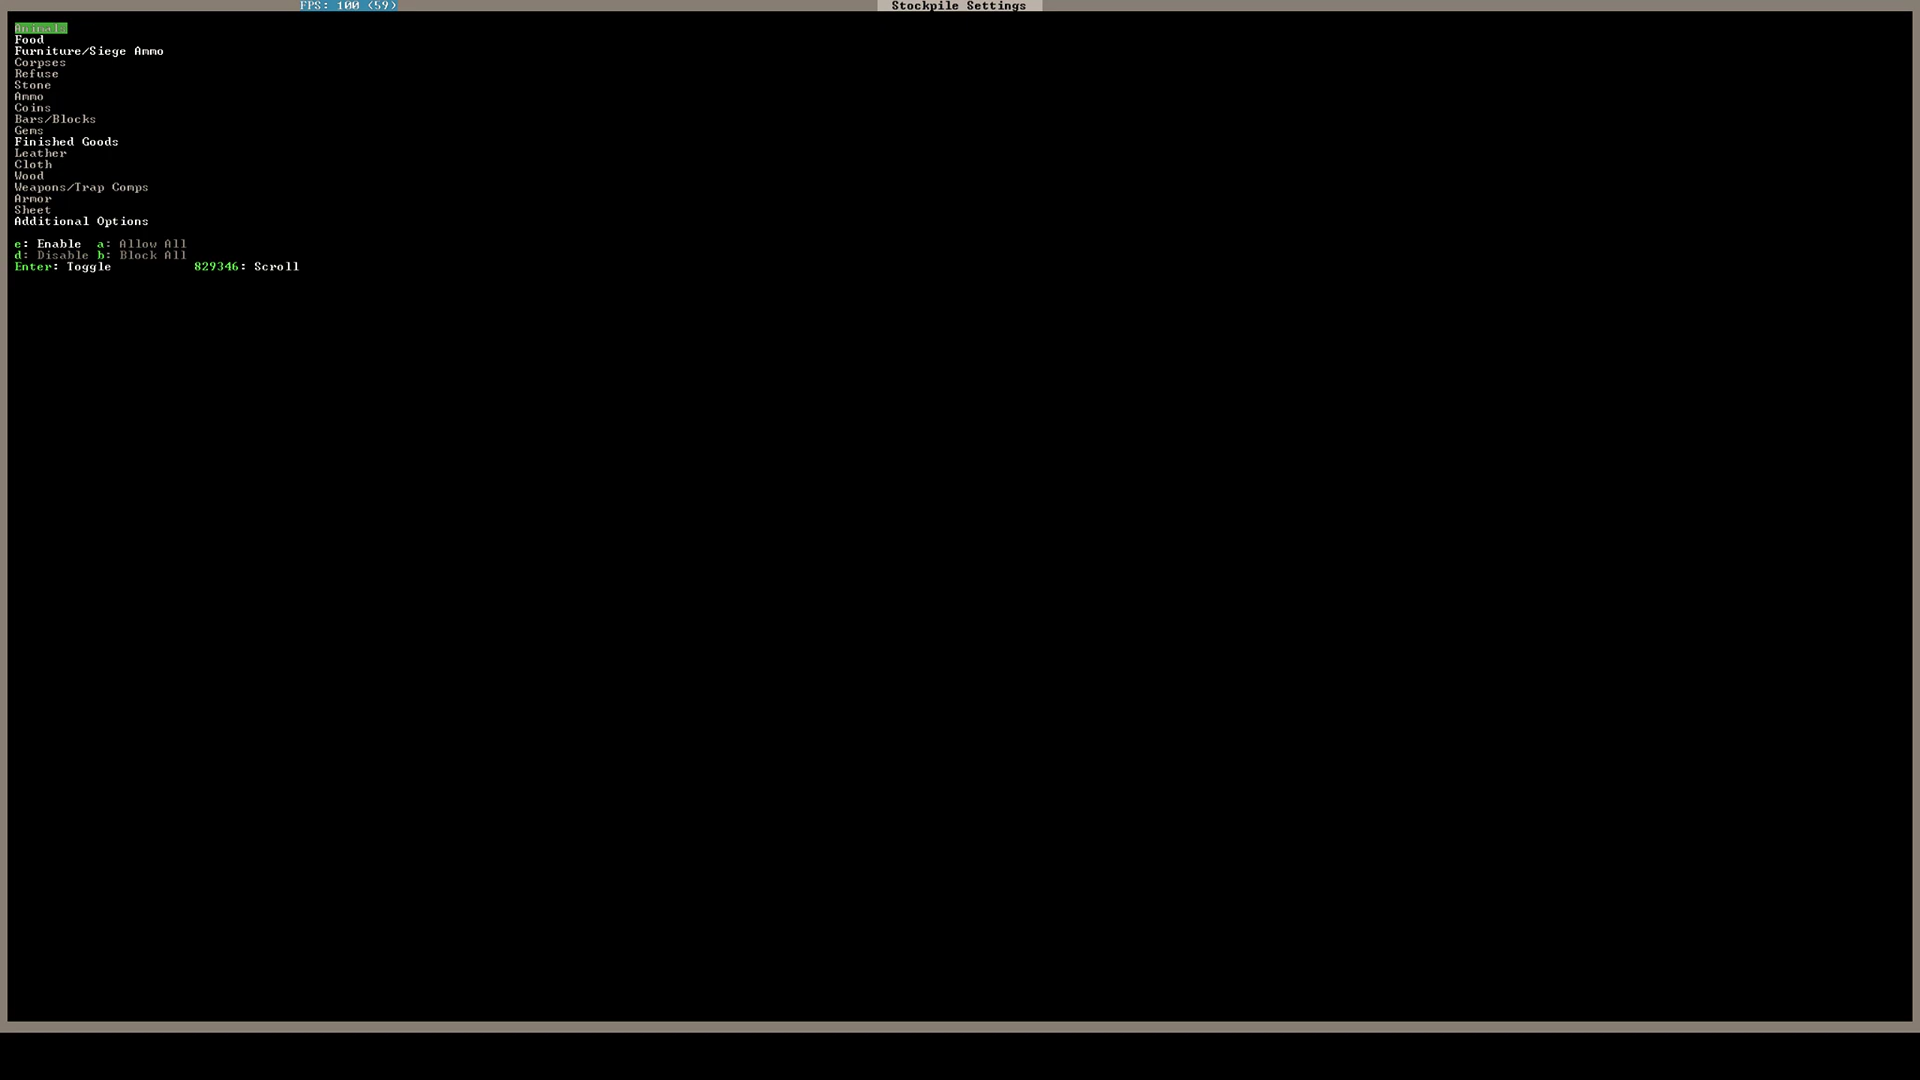 FPS: 100 (59) Stockpile Settings
Animals
Food
Furniture/Siege Ammo
Corpses
Refuse
Stone
Ammo
Coins
Bars/Blocks
Gems
Finished Goods
Leather
Cloth
Wood
Weapons/Trap Comps
Armor
Sheet
Additional Options
e: Enable a: Allow All
d: Disable b: Block All
Enter: Toggle 829346: Scroll